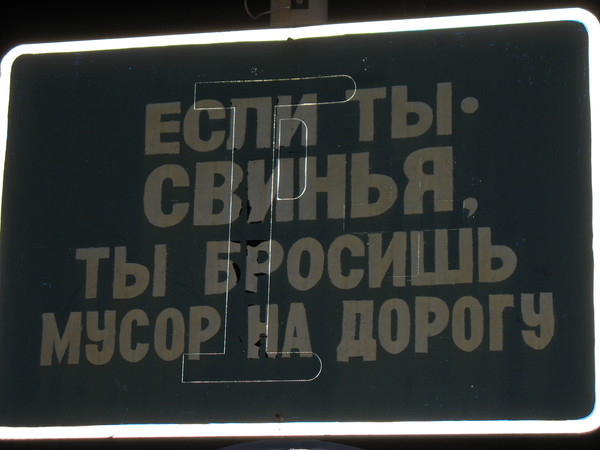 ЕСЛИ ТЫ·
СВИНЬЯ,
ТЫ БРОСИШЬ
МУСОР НА ДОРОГУ